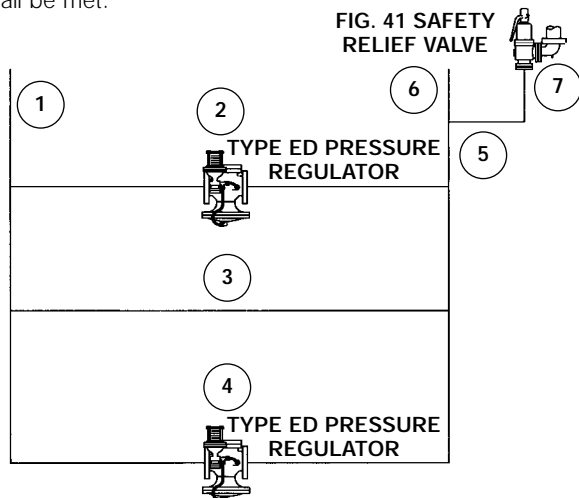 all be met.
FIG. 41 SAFETY
RELIEF VALVE
1
2
6
7
TYPE ED PRESSURE
REGULATOR
5
3
4
TYPE ED PRESSURE
REGULATOR